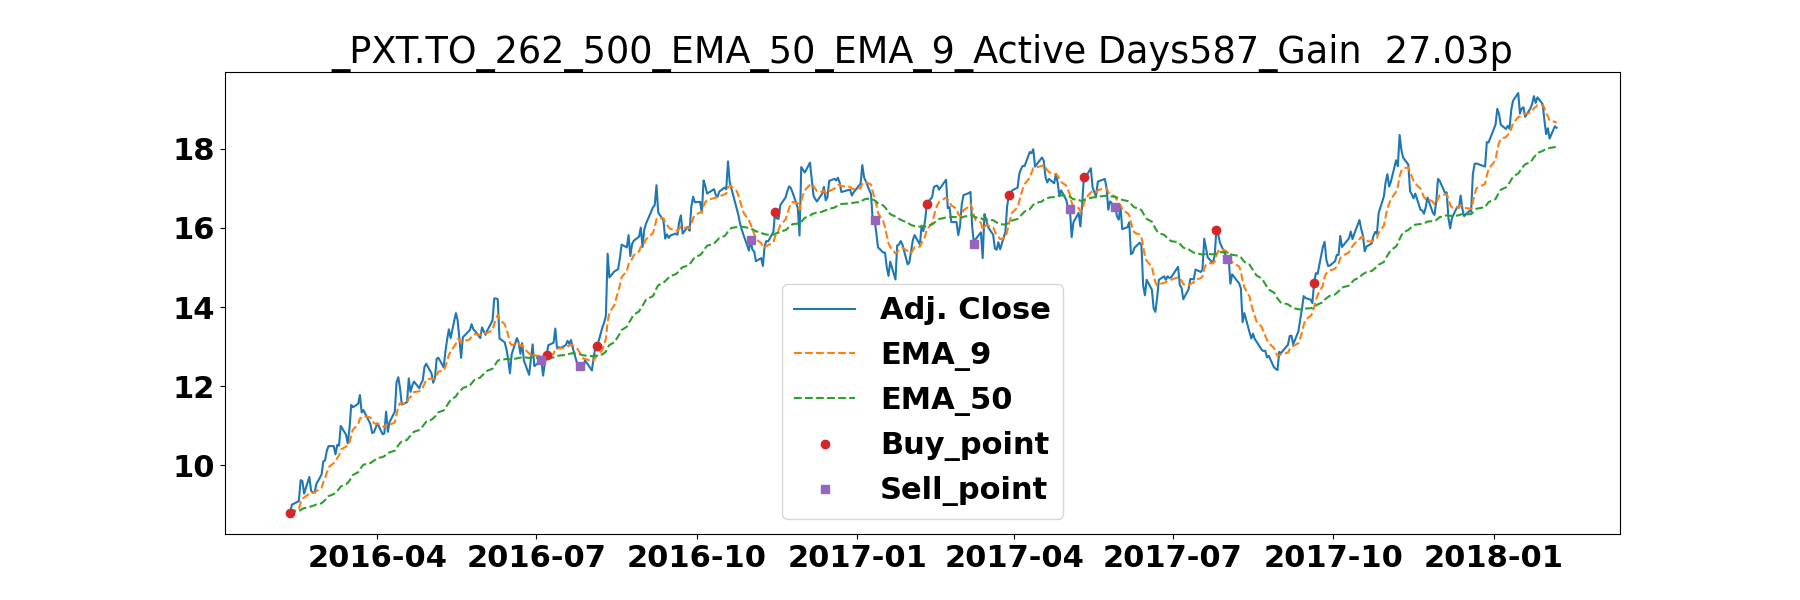 _PXT.TO_262_500_EMA_50_EMA_9_Active Days587_Gain  27.03p
18
16
14
12
10
Adj. Close
EMA_9
EMA_50
Buy_point
Sell_point
2016-04 2016-07 2016-10 2017-01 2017-04 2017-07 2017-10 2018-01